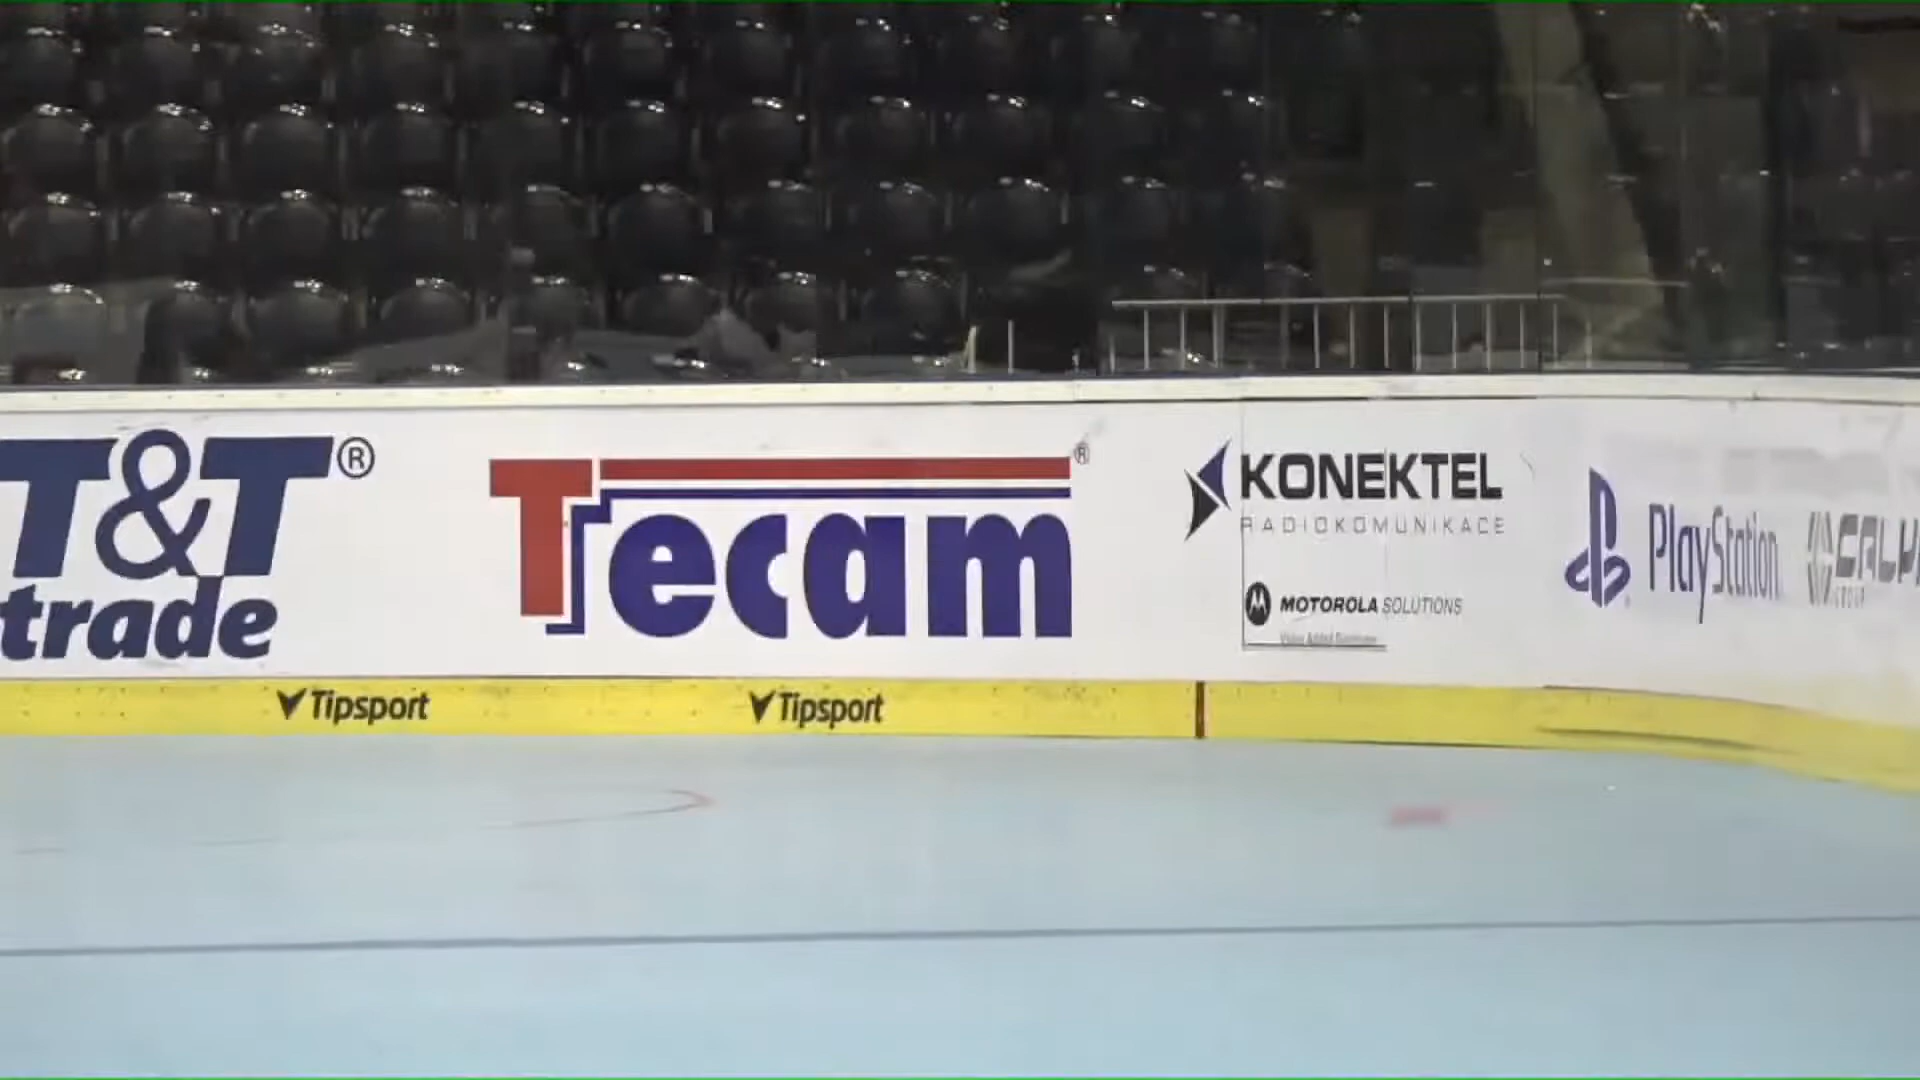 T&T®
trade
Tecam®
KONEKTEL
RADIOKOMUNIKACE
MOTOROLA SOLUTIONS
PlayStation
Tipsport
Tipsport